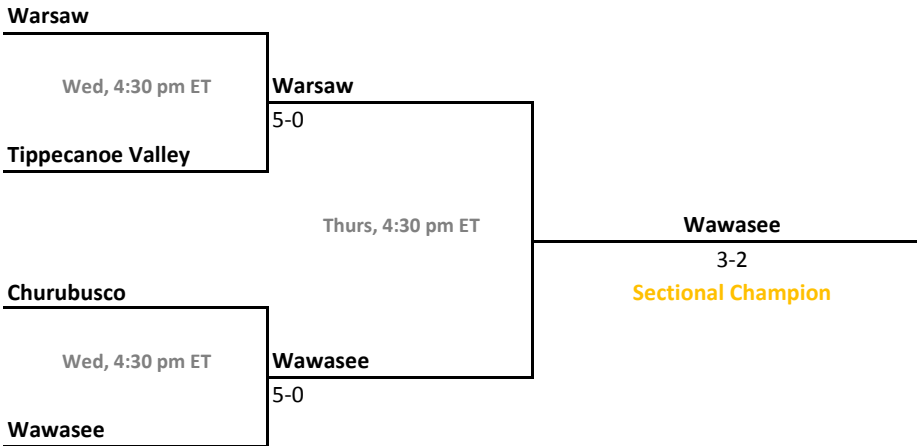 Warsaw
Wed, 4:30 pm ET
Warsaw
5-0
Tippecanoe Valley
Thurs, 4:30 pm ET
Wawasee
3-2
Sectional Champion
Churubusco
Wed, 4:30 pm ET
Wawasee
5-0
Wawasee